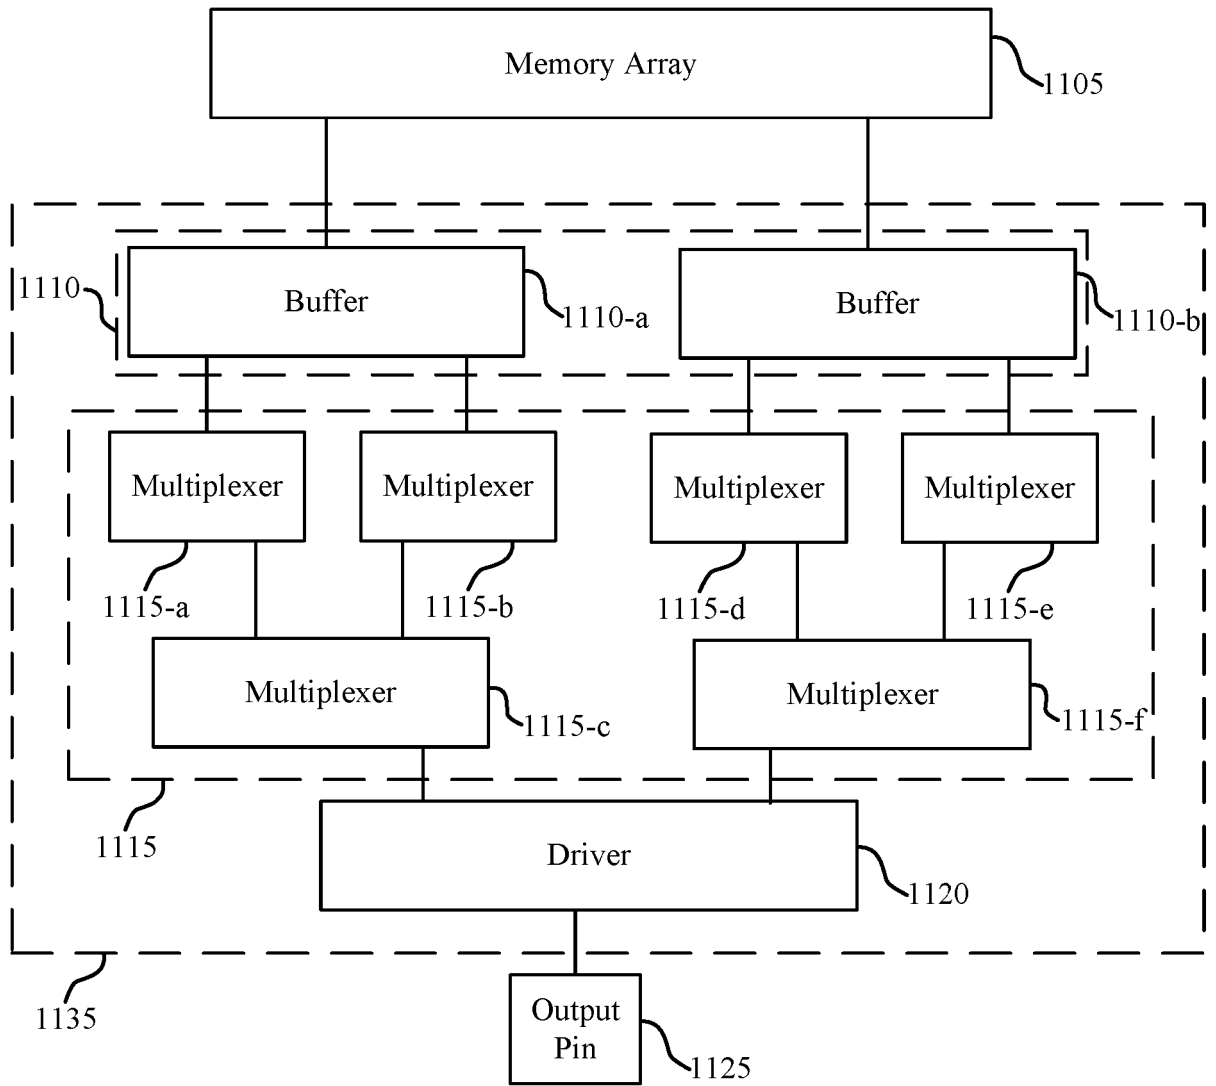 Memory Array
1105
1110
Buffer
1110-a
Buffer
1110-b
Multiplexer
Multiplexer
Multiplexer
Multiplexer
1115-a
1115-b
1115-d
1115-e
Multiplexer
1115-c
Multiplexer
1115-f
1115
Driver
1120
1135
Output
Pin
1125